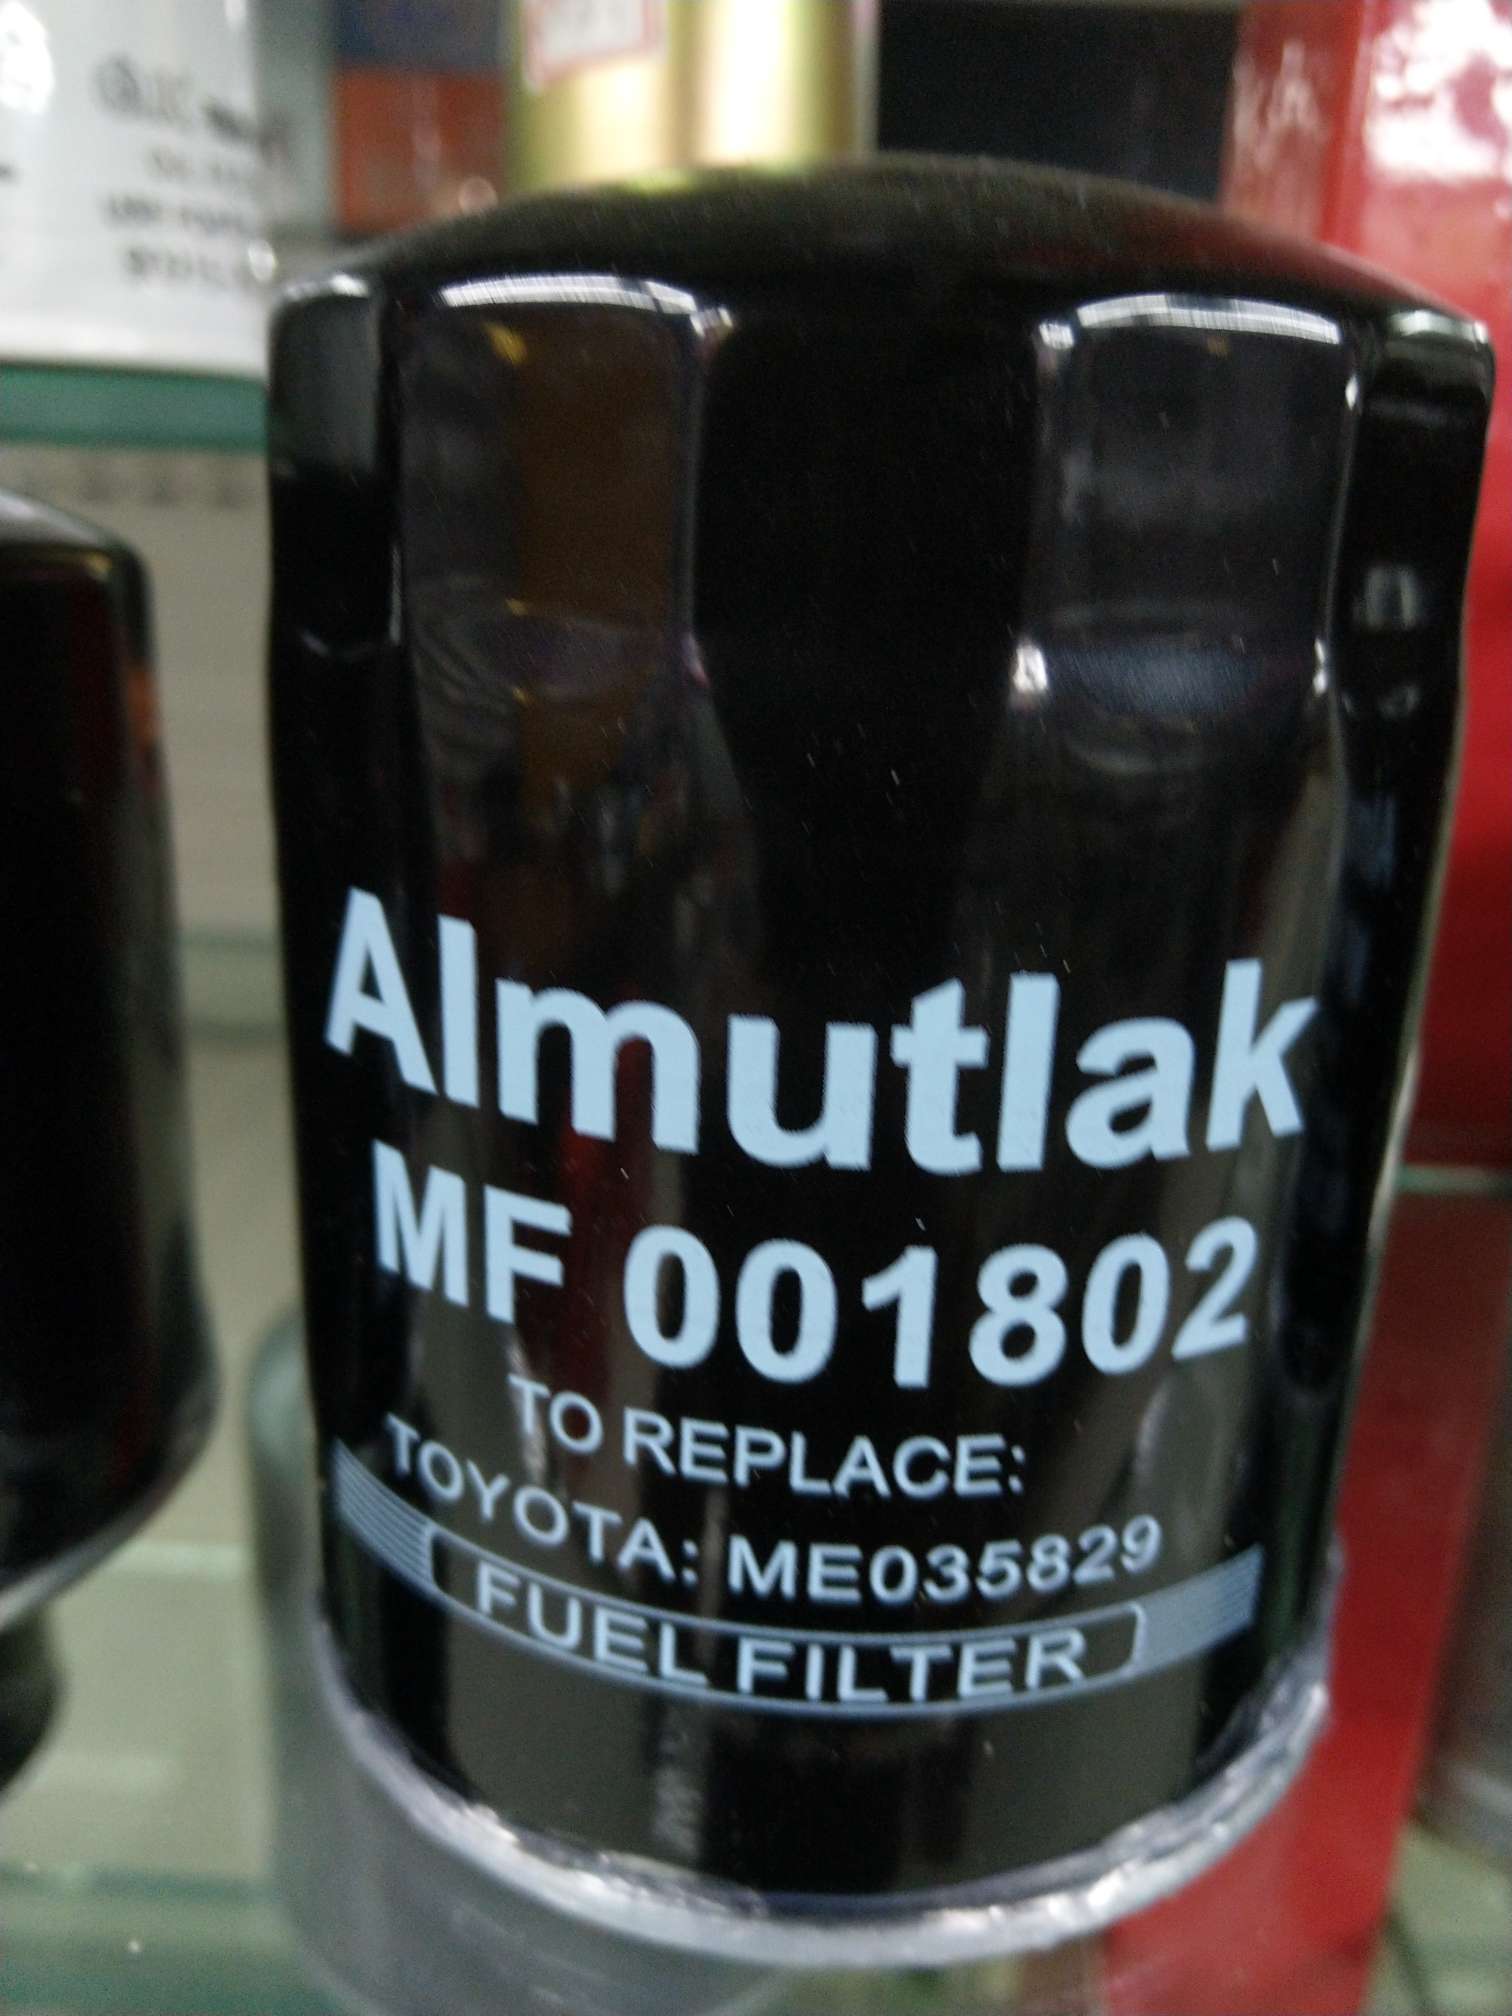 Almutlak
MF 001802
TO REPLACE:
TOYOTA: ME035829
FUEL FILTER